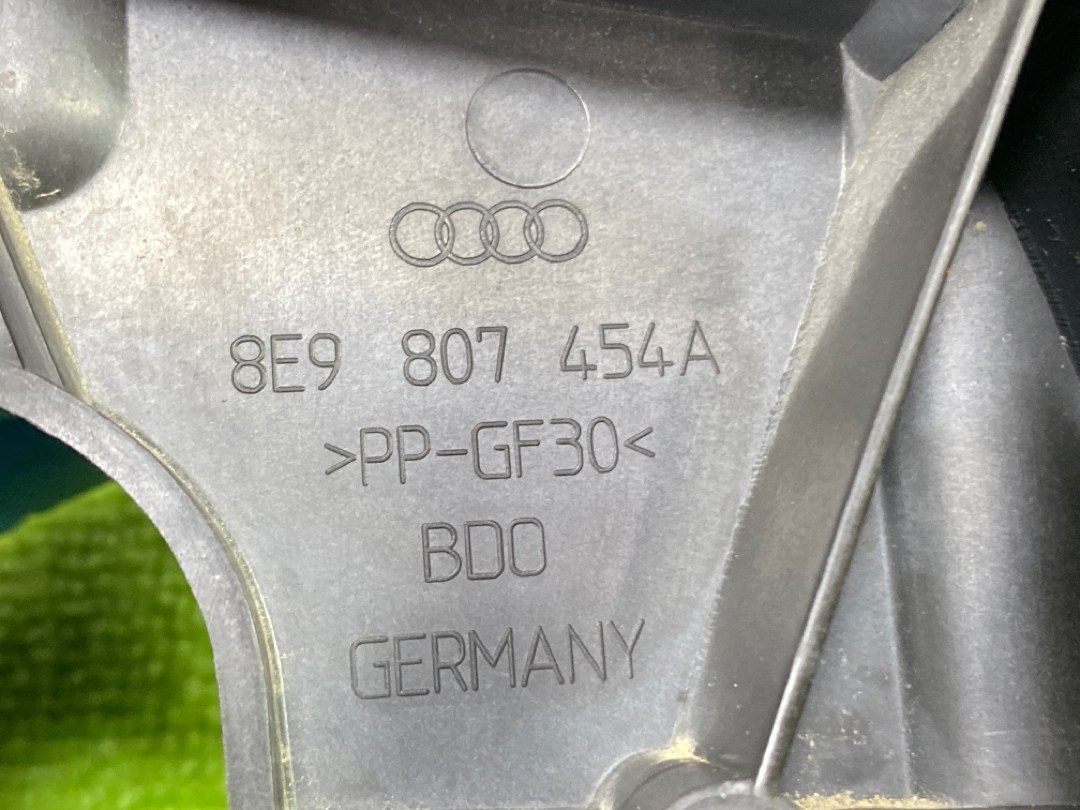 8E9 807 454A
>PP-GF30<
BDO
GERMANY